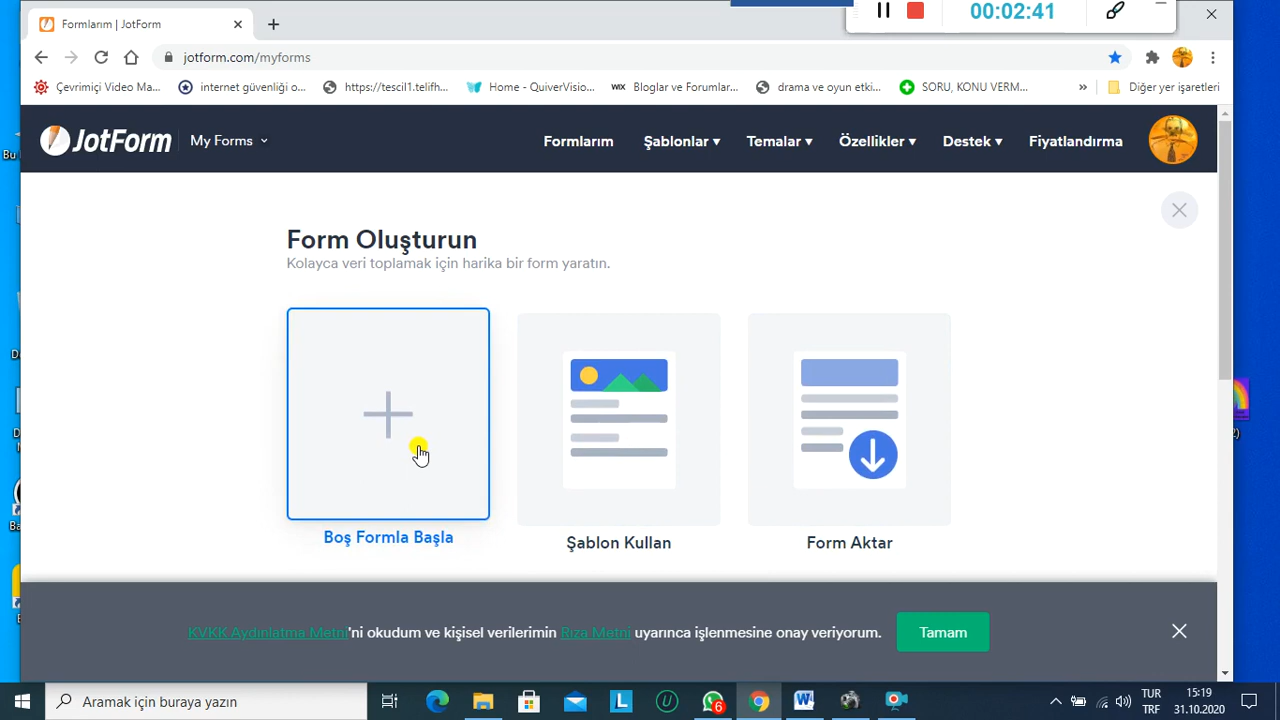 Formlarım | JotForm
00:02:41
jotform.com/myforms
Çevrimiçi Video Ma...
internet güvenliği o...
https://tescil1.telifh...
Home - QuiverVisio...
WIX
Bloglar ve Forumlar...
drama ve oyun etki...
SORU, KONU VERM...
»
Diğer yer işaretleri
JotForm
My Forms
Formlarım
Şablonlar
Temalar
Özellikler
Destek
Fiyatlandırma
Form Oluşturun
Kolayca veri toplamak için harika bir form yaratın.
Boş Formla Başla
Şablon Kullan
Form Aktar
KVKK Aydınlatma Metni'ni okudum ve kişisel verilerimin Rıza Metni uyarınca işlenmesine onay veriyorum.
Tamam
Bu
Aramak için buraya yazın
6
TUR
TRF
15:19
31.10.2020